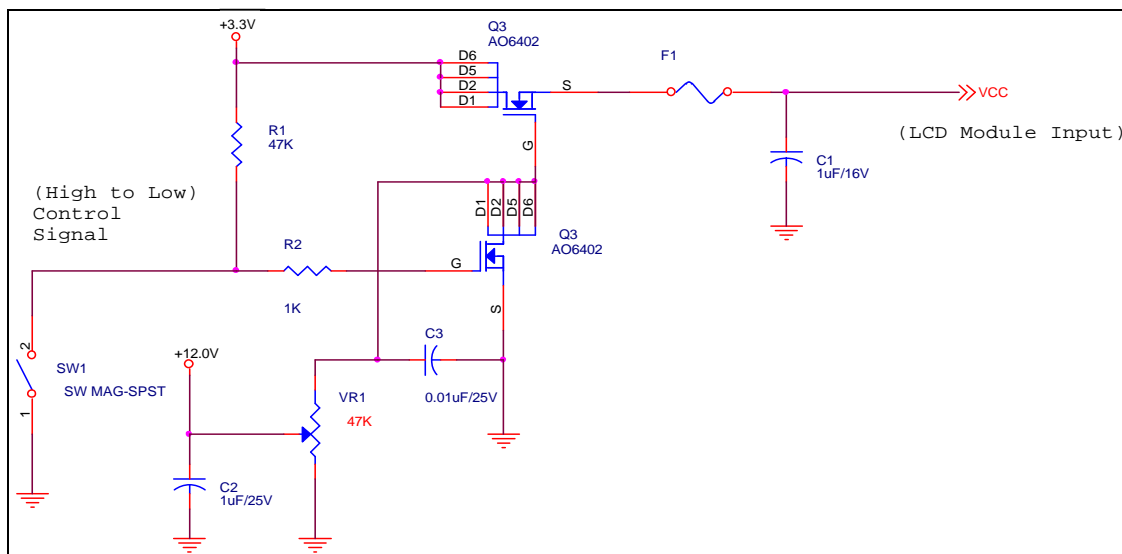 +3.3V
Q3
AO6402
D6
D5
D2
D1
S
G
F1
VCC
(LCD Module Input)
C1
1uF/16V
R1
47K
(High to Low)
Control
Signal
D1
D2
D5
D6
Q3
AO6402
R2
1K
G
S
+12.0V
C3
0.01uF/25V
2
SW1
SW MAG-SPST
1
VR1
47K
C2
1uF/25V